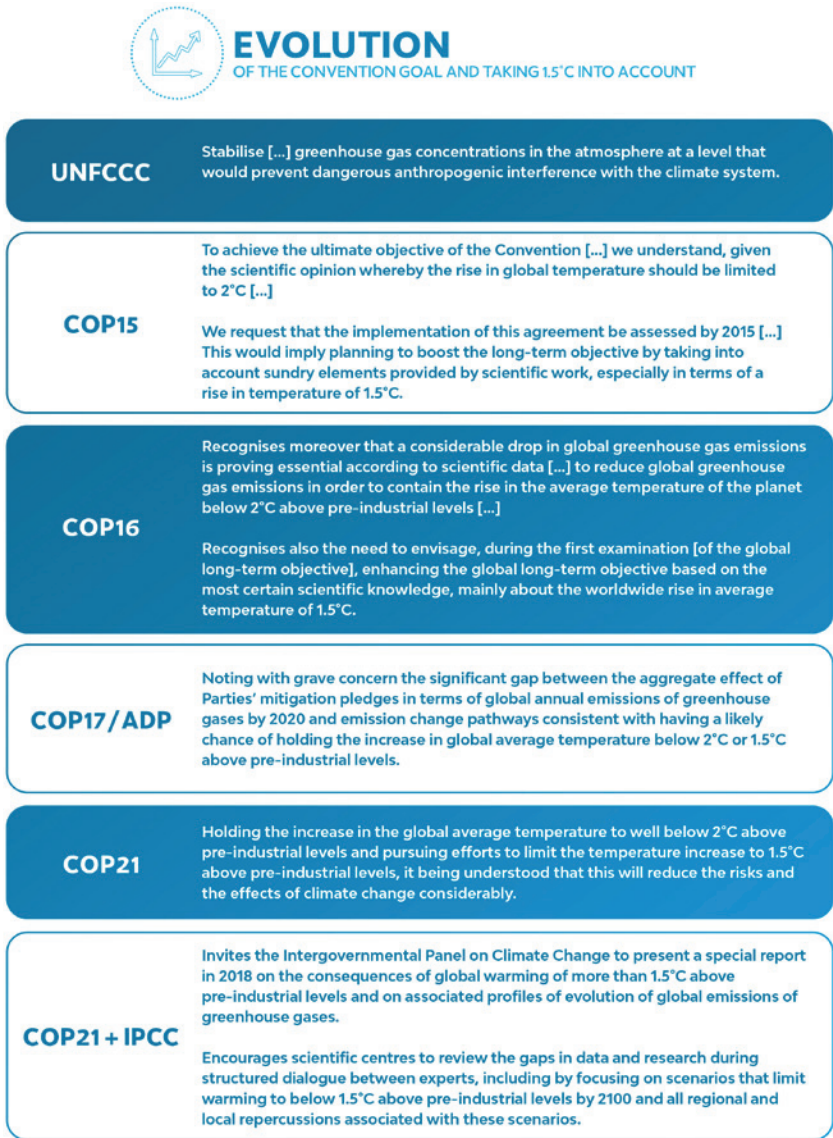 EVOLUTION
OF THE CONVENTION GOAL AND TAKING 1.5°C INTO ACCOUNT
UNFCCC
Stabilise [...] greenhouse gas concentrations in the atmosphere at a level that
would prevent dangerous anthropogenic interference with the climate system.
COP15
To achieve the ultimate objective of the Convention [...] we understand, given
the scientific opinion whereby the rise in global temperature should be limited
to 2°C [...]
We request that the implementation of this agreement be assessed by 2015 [...]
This would imply planning to boost the long-term objective by taking into
account sundry elements provided by scientific work, especially in terms of a
rise in temperature of 1.5°C.
COP16
Recognises moreover that a considerable drop in global greenhouse gas emissions
is proving essential according to scientific data [...] to reduce global greenhouse
gas emissions in order to contain the rise in the average temperature of the planet
below 2°C above pre-industrial levels [...]
Recognises also the need to envisage, during the first examination [of the global
long-term objective], enhancing the global long-term objective based on the
most certain scientific knowledge, mainly about the worldwide rise in average
temperature of 1.5°C.
COP17/ADP
Noting with grave concern the significant gap between the aggregate effect of
Parties' mitigation pledges in terms of global annual emissions of greenhouse
gases by 2020 and emission change pathways consistent with having a likely
chance of holding the increase in global average temperature below 2°C or 1.5°C
above pre-industrial levels.
COP21
Holding the increase in the global average temperature to well below 2°C above
pre-industrial levels and pursuing efforts to limit the temperature increase to 1.5°C
above pre-industrial levels, it being understood that this will reduce the risks and
the effects of climate change considerably.
COP21 + IPCC
Invites the Intergovernmental Panel on Climate Change to present a special report
in 2018 on the consequences of global warming of more than 1.5°C above
pre-industrial levels and on associated profiles of evolution of global emissions of
greenhouse gases.
Encourages scientific centres to review the gaps in data and research during
structured dialogue between experts, including by focusing on scenarios that limit
warming to below 1.5°C above pre-industrial levels by 2100 and all regional and
local repercussions associated with these scenarios.